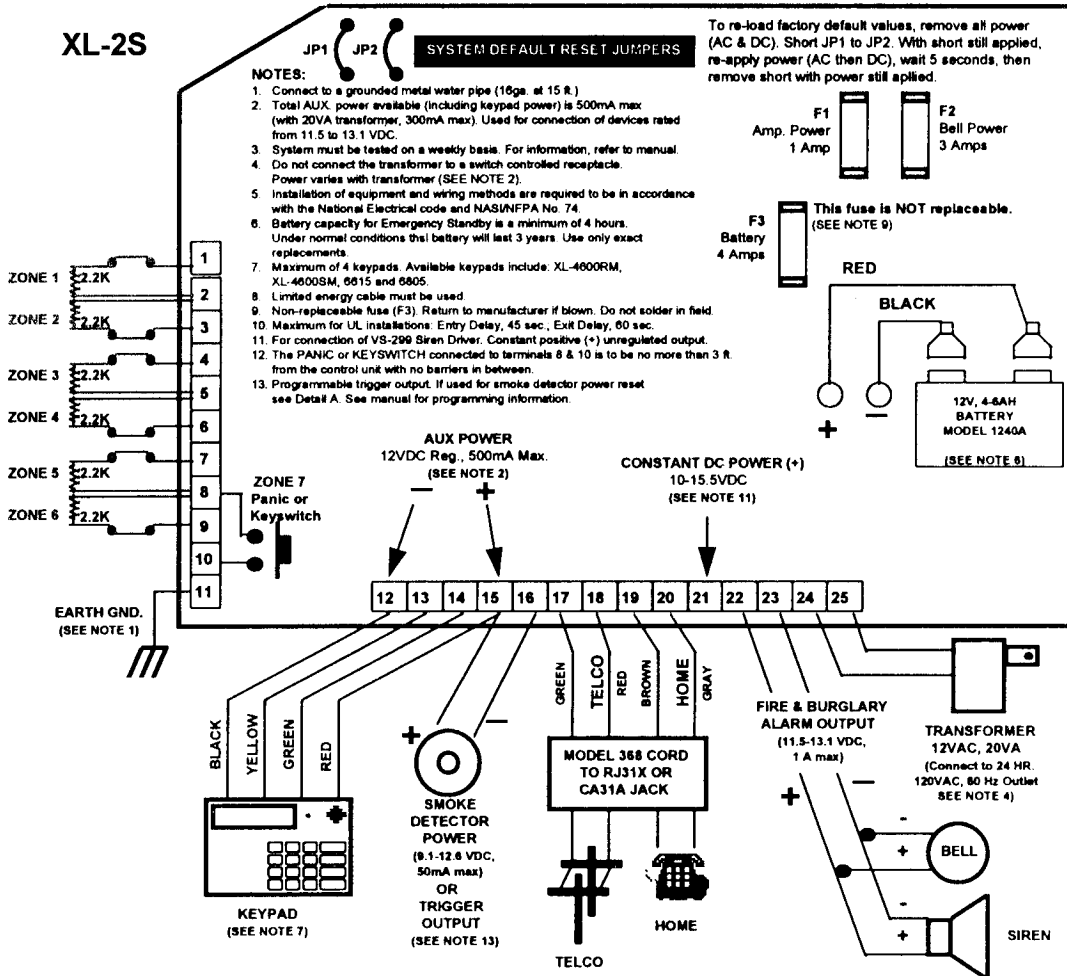 XL-2S
JP1
JP2
SYSTEM DEFAULT RESET JUMPERS
To re-load factory default values, remove all power
(AC & DC). Short JP1 to JP2. With short still applied,
re-apply power (AC then DC), wait 5 seconds, then
remove short with power still apllied.
NOTES:
1. Connect to a grounded metal water pipe (16ga. at 15 ft.)
2. Total AUX. power available (including keypad power) is 500mA max
(with 20VA transformer, 300mA max). Used for connection of devices rated
from 11.5 to 13.1 VDC.
3. System must be tested on a weekly basis. For information, refer to manual.
4. Do not connect the transformer to a switch controlled receptacle.
Power varies with transformer (SEE NOTE 2).
5. Installation of equipment and wiring methods are required to be in accordance
with the National Electrical code and NASI/NFPA No. 74.
6. Battery capacity for Emergency Standby is a minimum of 4 hours.
Under normal conditions thsi battery will last 3 years. Use only exact
replacements.
7. Maximum of 4 keypads. Available keypads include: XL-4600RM,
XL-4600SM, 6615 and 6805.
8. Limited energy cable must be used.
9. Non-replaceable fuse (F3). Return to manufacturer if blown. Do not solder in field.
10. Maximum for UL installations: Entry Delay, 45 sec., Exit Delay, 60 sec.
11. For connection of VS-299 Siren Driver. Constant positive (+) unregulated output.
12. The PANIC or KEYSWITCH connected to terminals 8 & 10 is to be no more than 3 ft.
from the control unit with no barriers in between.
13. Programmable trigger output. If used for smoke detector power reset
see Detail A. See manual for programming information.
F1
Amp. Power
1 Amp
F2
Bell Power
3 Amps
F3
Battery
4 Amps
This fuse is NOT replaceable.
(SEE NOTE 9)
RED
BLACK
+
−
12V, 4-6AH
BATTERY
MODEL 1240A
(SEE NOTE 6)
ZONE 1
2.2K
ZONE 2
2.2K
ZONE 3
2.2K
ZONE 4
2.2K
ZONE 5
2.2K
ZONE 6
2.2K
1
2
3
4
5
6
7
8
9
10
11
ZONE 7
Panic or
Keyswitch
EARTH GND.
(SEE NOTE 1)
AUX POWER
12VDC Reg., 500mA Max.
(SEE NOTE 2)
−
+
CONSTANT DC POWER (+)
10-15.5VDC
(SEE NOTE 11)
12 13 14 15 16 17 18 19 20 21 22 23 24 25
BLACK
YELLOW
GREEN
RED
KEYPAD
(SEE NOTE 7)
+
−
SMOKE
DETECTOR
POWER
(9.1-12.6 VDC,
50mA max)
OR
TRIGGER
OUTPUT
(SEE NOTE 13)
GREEN
TELCO
RED
BROWN
HOME
GRAY
MODEL 368 CORD
TO RJ31X OR
CA31A JACK
TELCO
HOME
FIRE & BURGLARY
ALARM OUTPUT
(11.5-13.1 VDC,
1 A max)
+
−
-
+
BELL
-
+
SIREN
TRANSFORMER
12VAC, 20VA
(Connect to 24 HR.
120VAC, 60 Hz Outlet
SEE NOTE 4)